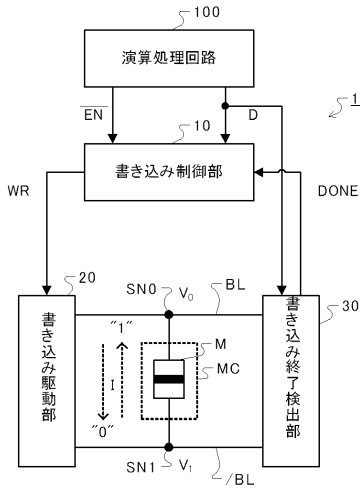 100
演算処理回路
EN
D
1
10
書き込み制御部
WR
DONE
20
SN0
V0
BL
30
書き込み駆動部
"1"
I
"0"
M
MC
書き込み終了検出部
SN1
V1
/BL